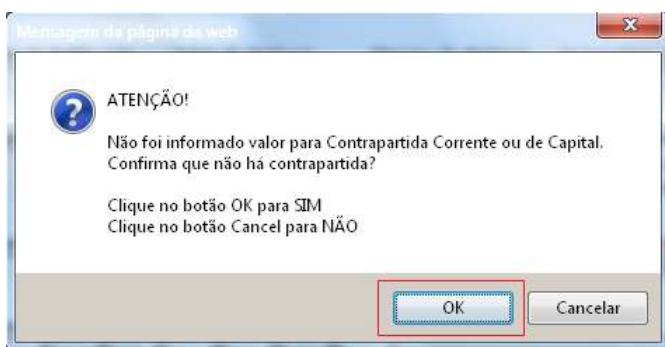 Mensagem da página da web
X
ATENÇÃO!
Não foi informado valor para Contrapartida Corrente ou de Capital.
Confirma que não há contrapartida?
Clique no botão OK para SIM
Clique no botão Cancel para NÃO
OK
Cancelar